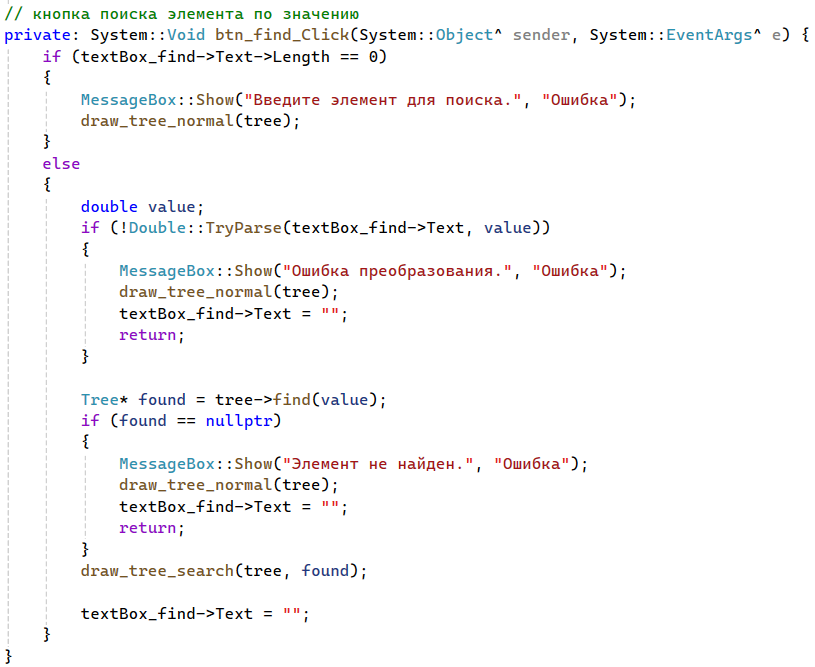 // кнопка поиска элемента по значению
private: System::Void btn_find_Click(System::Object^ sender, System::EventArgs^ e) {
    if (textBox_find->Text->Length == 0)
    {
        MessageBox::Show("Введите элемент для поиска.", "Ошибка");
        draw_tree_normal(tree);
    }
    else
    {
        double value;
        if (!Double::TryParse(textBox_find->Text, value))
        {
            MessageBox::Show("Ошибка преобразования.", "Ошибка");
            draw_tree_normal(tree);
            textBox_find->Text = "";
            return;
        }

        Tree* found = tree->find(value);
        if (found == nullptr)
        {
            MessageBox::Show("Элемент не найден.", "Ошибка");
            draw_tree_normal(tree);
            textBox_find->Text = "";
            return;
        }
        draw_tree_search(tree, found);

        textBox_find->Text = "";
    }
}